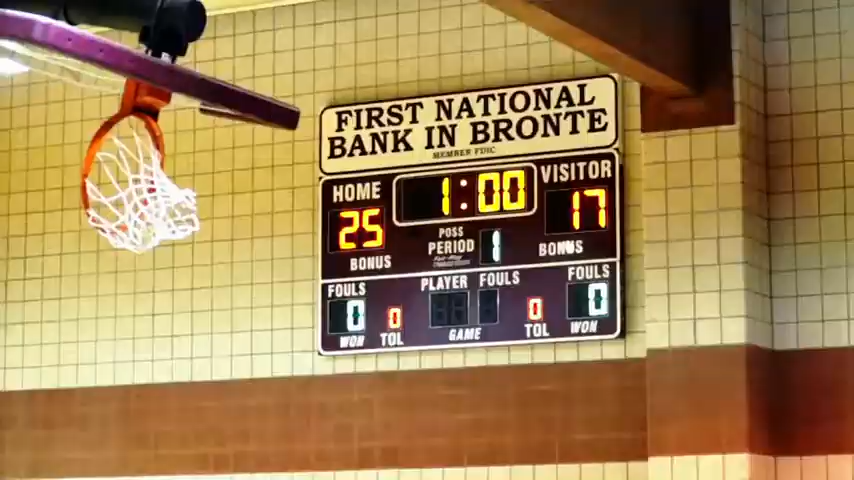 FIRST NATIONAL
BANK IN BRONTE
MEMBER FDIC
HOME 1:00 VISITOR
25 17
POSS
PERIOD 1
BONUS BONUS
FOULS PLAYER FOULS FOULS
0 0 0 0
WON TOL GAME TOL WON